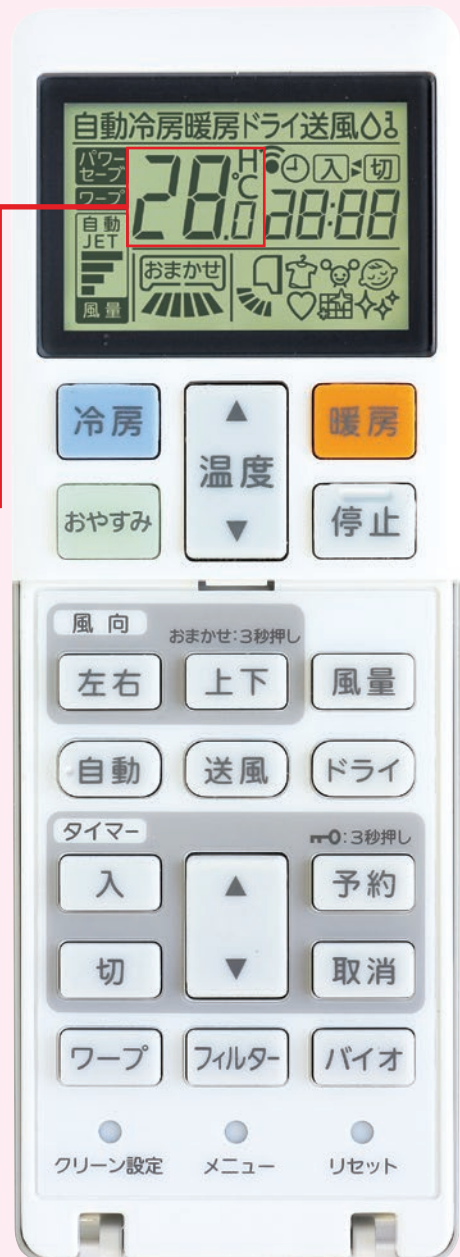 自動冷房暖房ドライ送風
パワーセーブ
ワープ
28.0 H ℃
入 切
28:88
自動
JET
風量
おまかせ
冷房
温度
暖房
おやすみ
停止
風向
おまかせ:3秒押し
左右
上下
風量
自動
送風
ドライ
タイマー
:3秒押し
入
予約
切
取消
ワープ
フィルター
バイオ
クリーン設定
メニュー
リセット